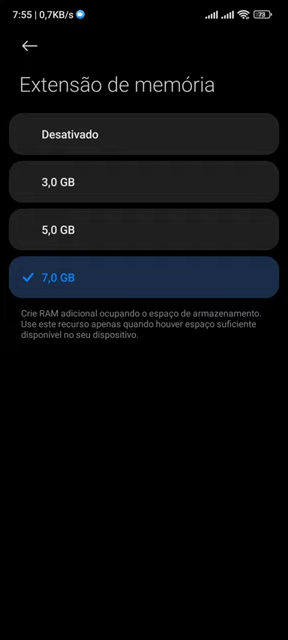 7:55 | 0,7KB/s
73
Extensão de memória
Desativado
3,0 GB
5,0 GB
7,0 GB
Crie RAM adicional ocupando o espaço de armazenamento.
Use este recurso apenas quando houver espaço suficiente
disponível no seu dispositivo.